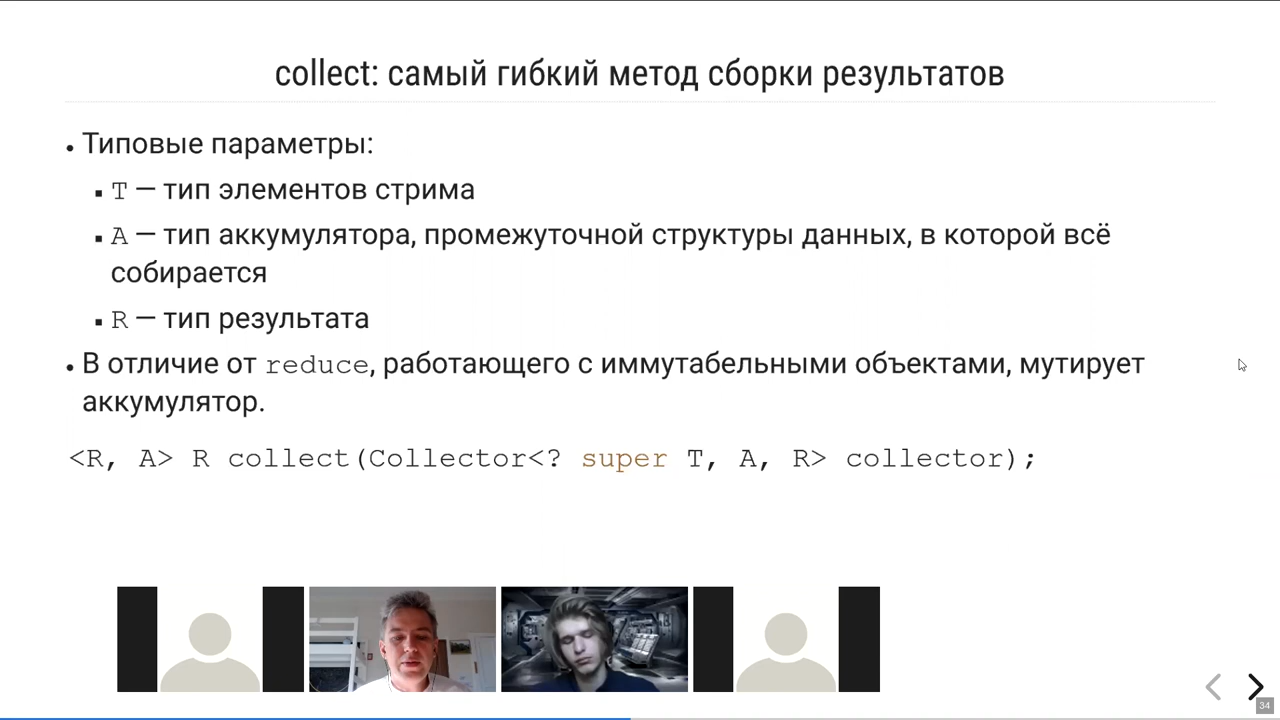 collect: самый гибкий метод сборки результатов
• Типовые параметры:
▪ T — тип элементов стрима
▪ A — тип аккумулятора, промежуточной структуры данных, в которой всё
собирается
▪ R — тип результата
• В отличие от reduce, работающего с иммутабельными объектами, мутирует
аккумулятор.
<R, A> R collect(Collector<? super T, A, R> collector);
34